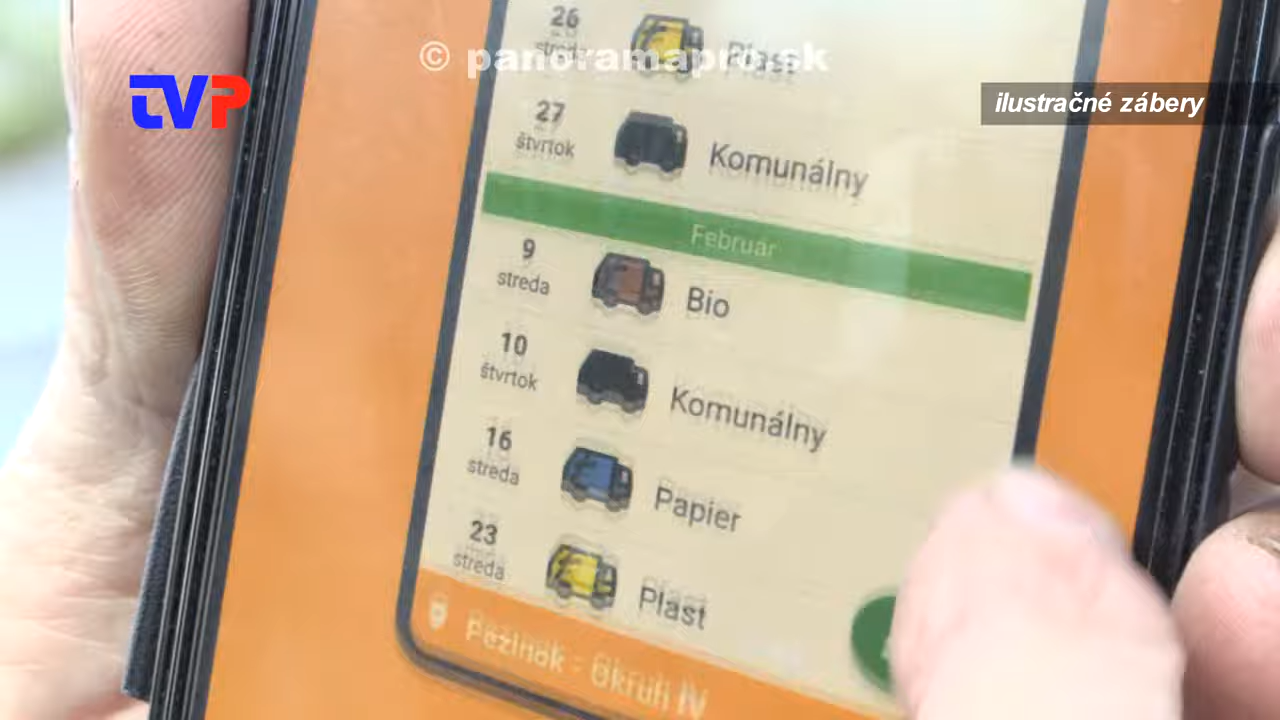 26
streda
Plast
© panoramapro.sk
TVP
ilustračné zábery
27
štvrtok
Komunálny
Február
9
streda
Bio
10
štvrtok
Komunálny
16
streda
Papier
23
streda
Plast
Pezinok - Okruh IV